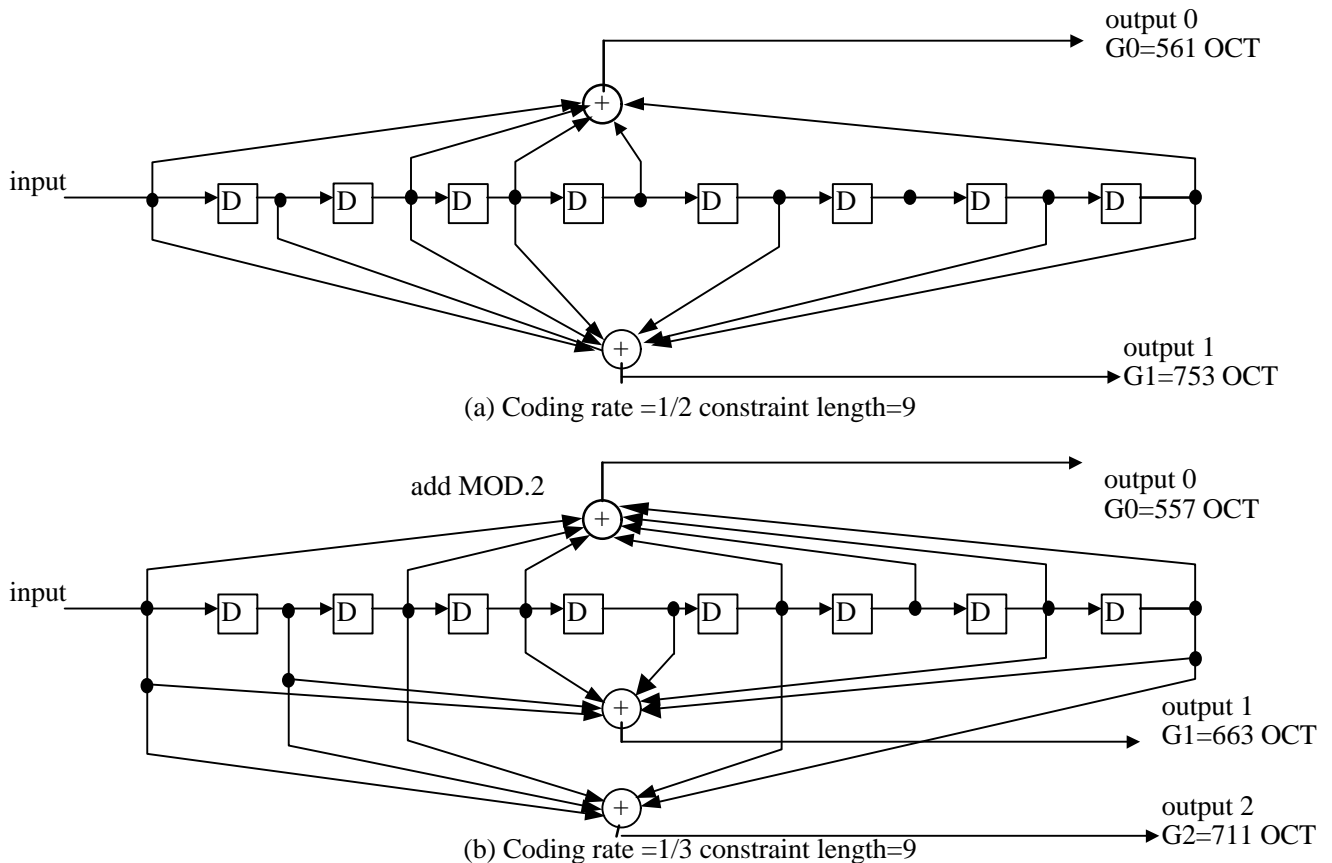 output 0
G0=561 OCT
+
input
D D D D D D D D
+
output 1
G1=753 OCT
(a) Coding rate =1/2 constraint length=9
output 0
G0=557 OCT
add MOD.2
+
input
D D D D D D D D
+
output 1
G1=663 OCT
+
output 2
G2=711 OCT
(b) Coding rate =1/3 constraint length=9